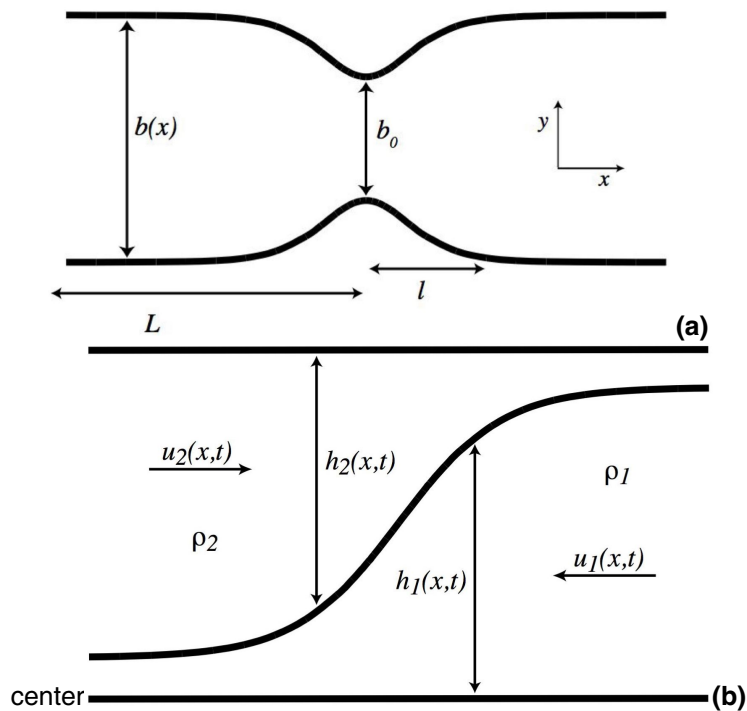 b(x)
b₀
y
x
l
L
(a)
u₂(x,t)
h₂(x,t)
ρ₁
ρ₂
h₁(x,t)
u₁(x,t)
center
(b)